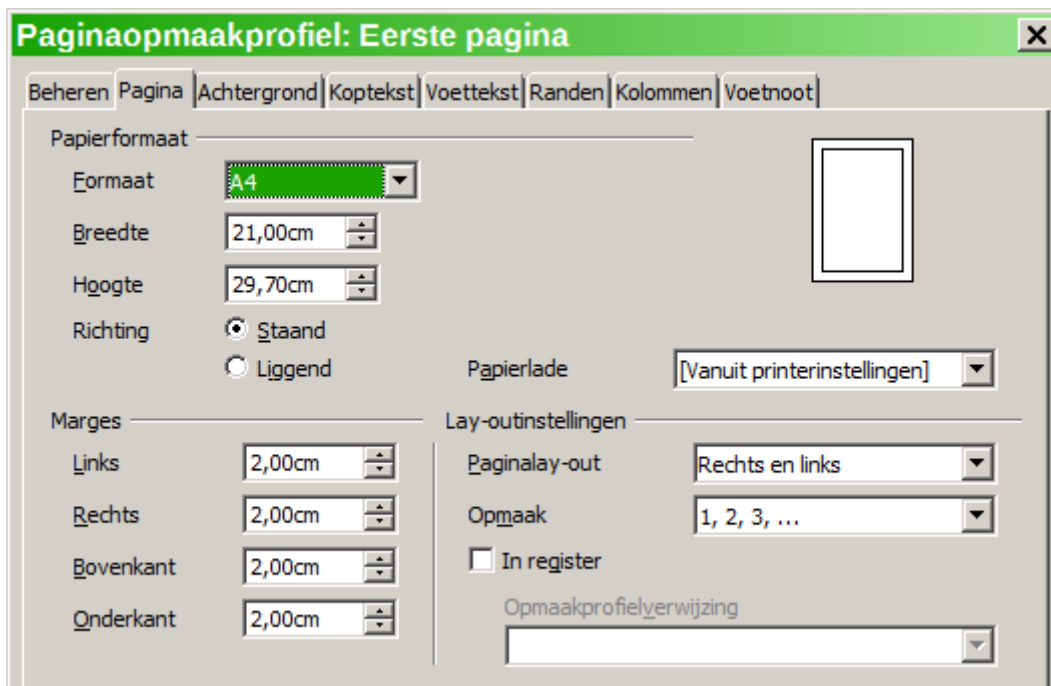 Paginaopmaakprofiel: Eerste pagina
Beheren Pagina Achtergrond Koptekst Voettekst Randen Kolommen Voetnoot
Papierformaat
Formaat A4
Breedte 21,00cm
Hoogte 29,70cm
Richting Staand
Liggend Papierlade [Vanuit printerinstellingen]
Marges Lay-outinstellingen
Links 2,00cm Paginalay-out Rechts en links
Rechts 2,00cm Opmaak 1, 2, 3, ...
Bovenkant 2,00cm In register
Onderkant 2,00cm Opmaakprofielverwijzing